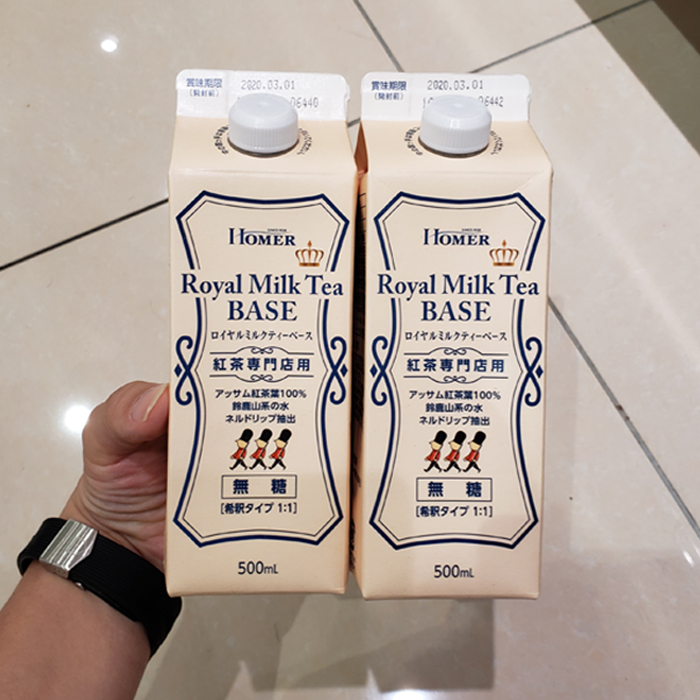 賞味期限
(開封前)
2020.03.01
06440
HOMER
Royal Milk Tea
BASE
ロイヤルミルクティーベース
紅茶専門店用
アッサム紅茶葉100%
鈴鹿山系の水
ネルドリップ抽出
無 糖
[希釈タイプ 1:1]
500mL
賞味期限
(開封前)
2020.03.01
06442
HOMER
Royal Milk Tea
BASE
ロイヤルミルクティーベース
紅茶専門店用
アッサム紅茶葉100%
鈴鹿山系の水
ネルドリップ抽出
無 糖
[希釈タイプ 1:1]
500mL